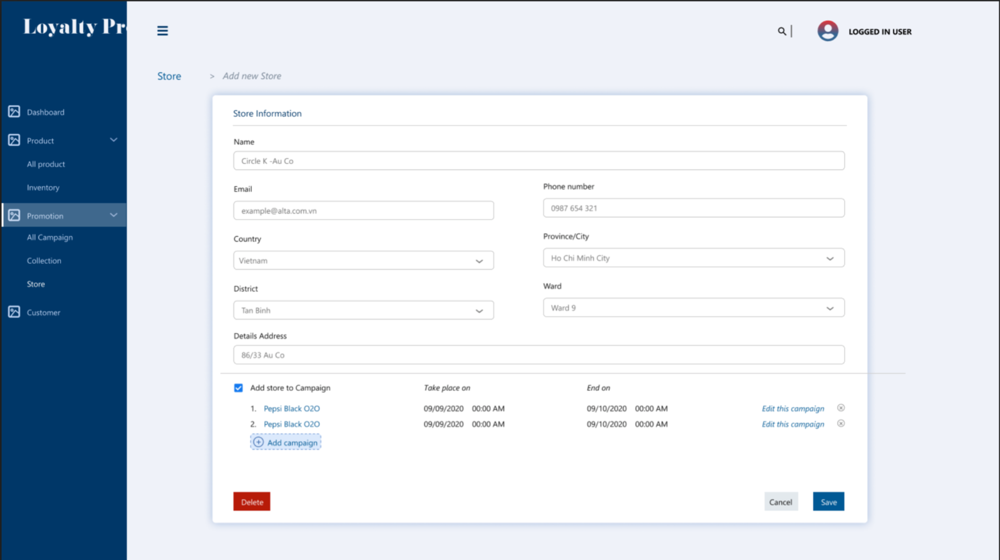 Loyalty Pro
LOGGED IN USER
Store > Add new Store
Dashboard
Product
All product
Inventory
Promotion
All Campaign
Collection
Store
Customer
Store Information
Name
Circle K -Au Co
Email
Phone number
example@alta.com.vn
0987 654 321
Country
Province/City
Vietnam
Ho Chi Minh City
District
Ward
Tan Binh
Ward 9
Details Address
86/33 Au Co
Add store to Campaign Take place on End on
1. Pepsi Black O2O 09/09/2020 00:00 AM 09/10/2020 00:00 AM Edit this campaign
2. Pepsi Black O2O 09/09/2020 00:00 AM 09/10/2020 00:00 AM Edit this campaign
Add campaign
Delete Cancel Save